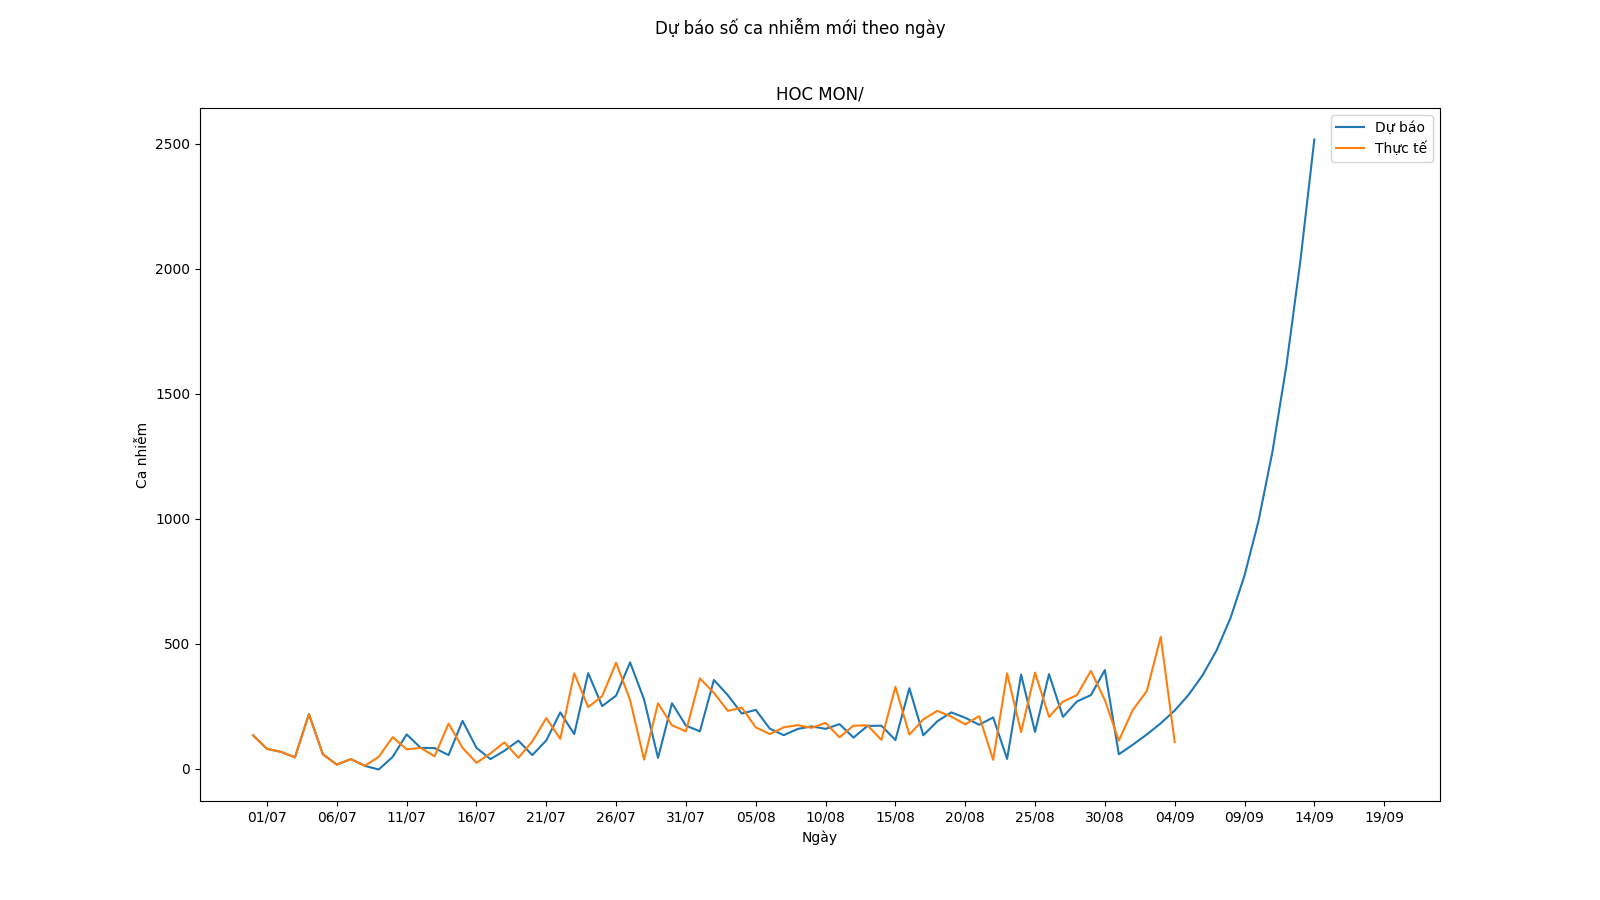 Dự báo số ca nhiễm mới theo ngày
HOC MON/
Dự báo
Thực tế
2500
2000
1500
1000
500
0
Ca nhiễm
01/07 06/07 11/07 16/07 21/07 26/07 31/07 05/08 10/08 15/08 20/08 25/08 30/08 04/09 09/09 14/09 19/09
Ngày